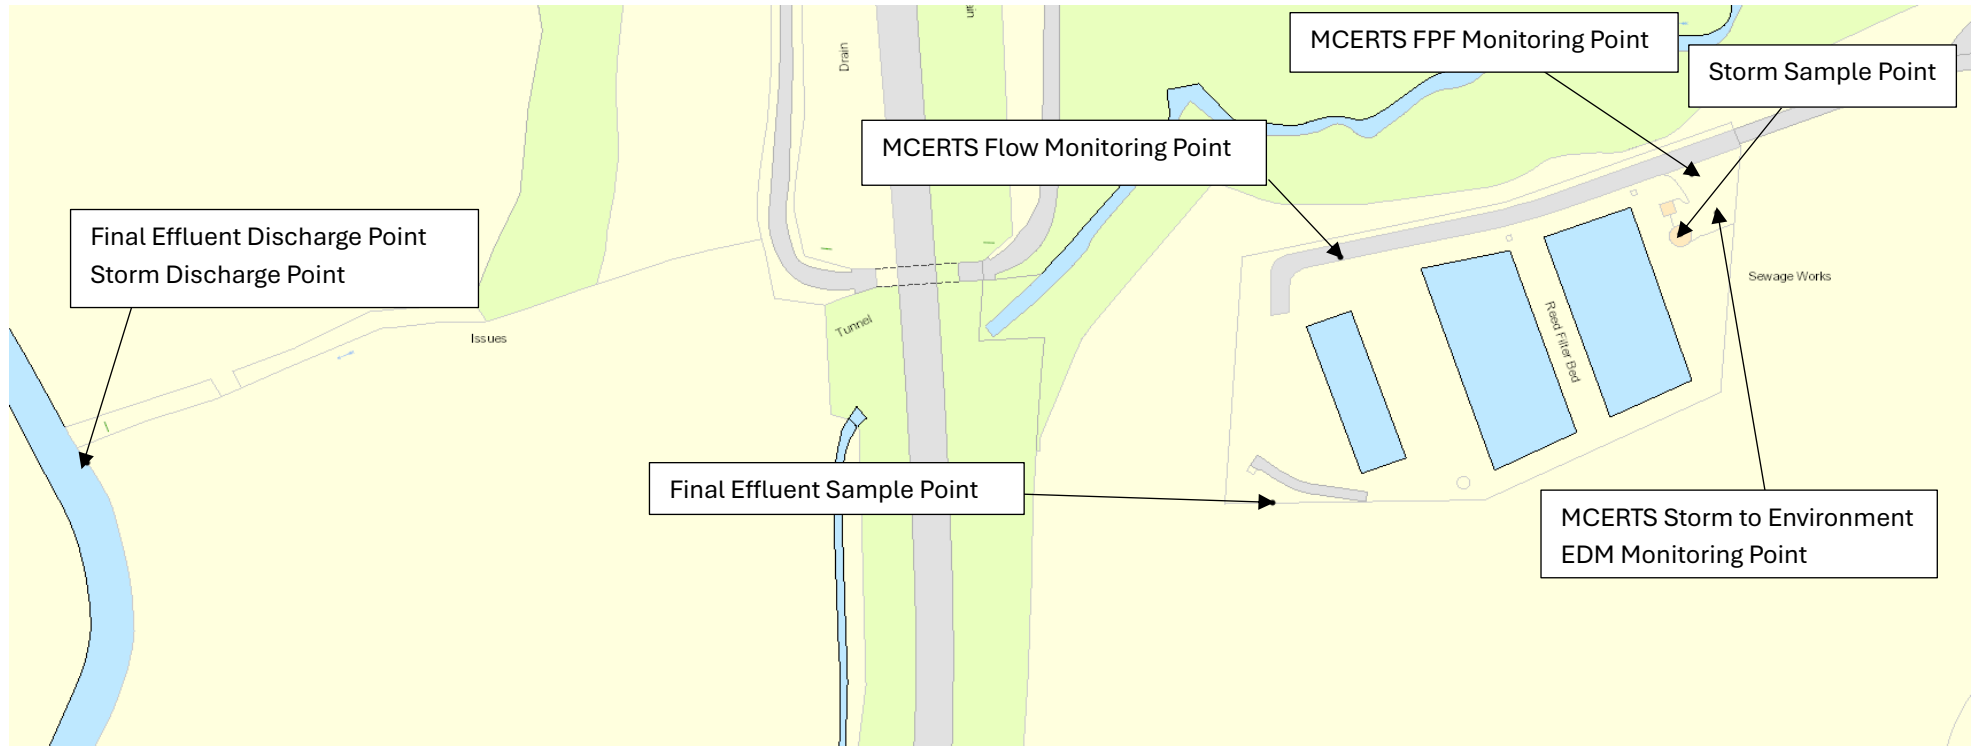 MCERTS FPF Monitoring Point
Drain
Storm Sample Point
MCERTS Flow Monitoring Point
Final Effluent Discharge Point
Storm Discharge Point
Sewage Works
Tunnel
Issues
Reed Filter Bed
Final Effluent Sample Point
MCERTS Storm to Environment
EDM Monitoring Point